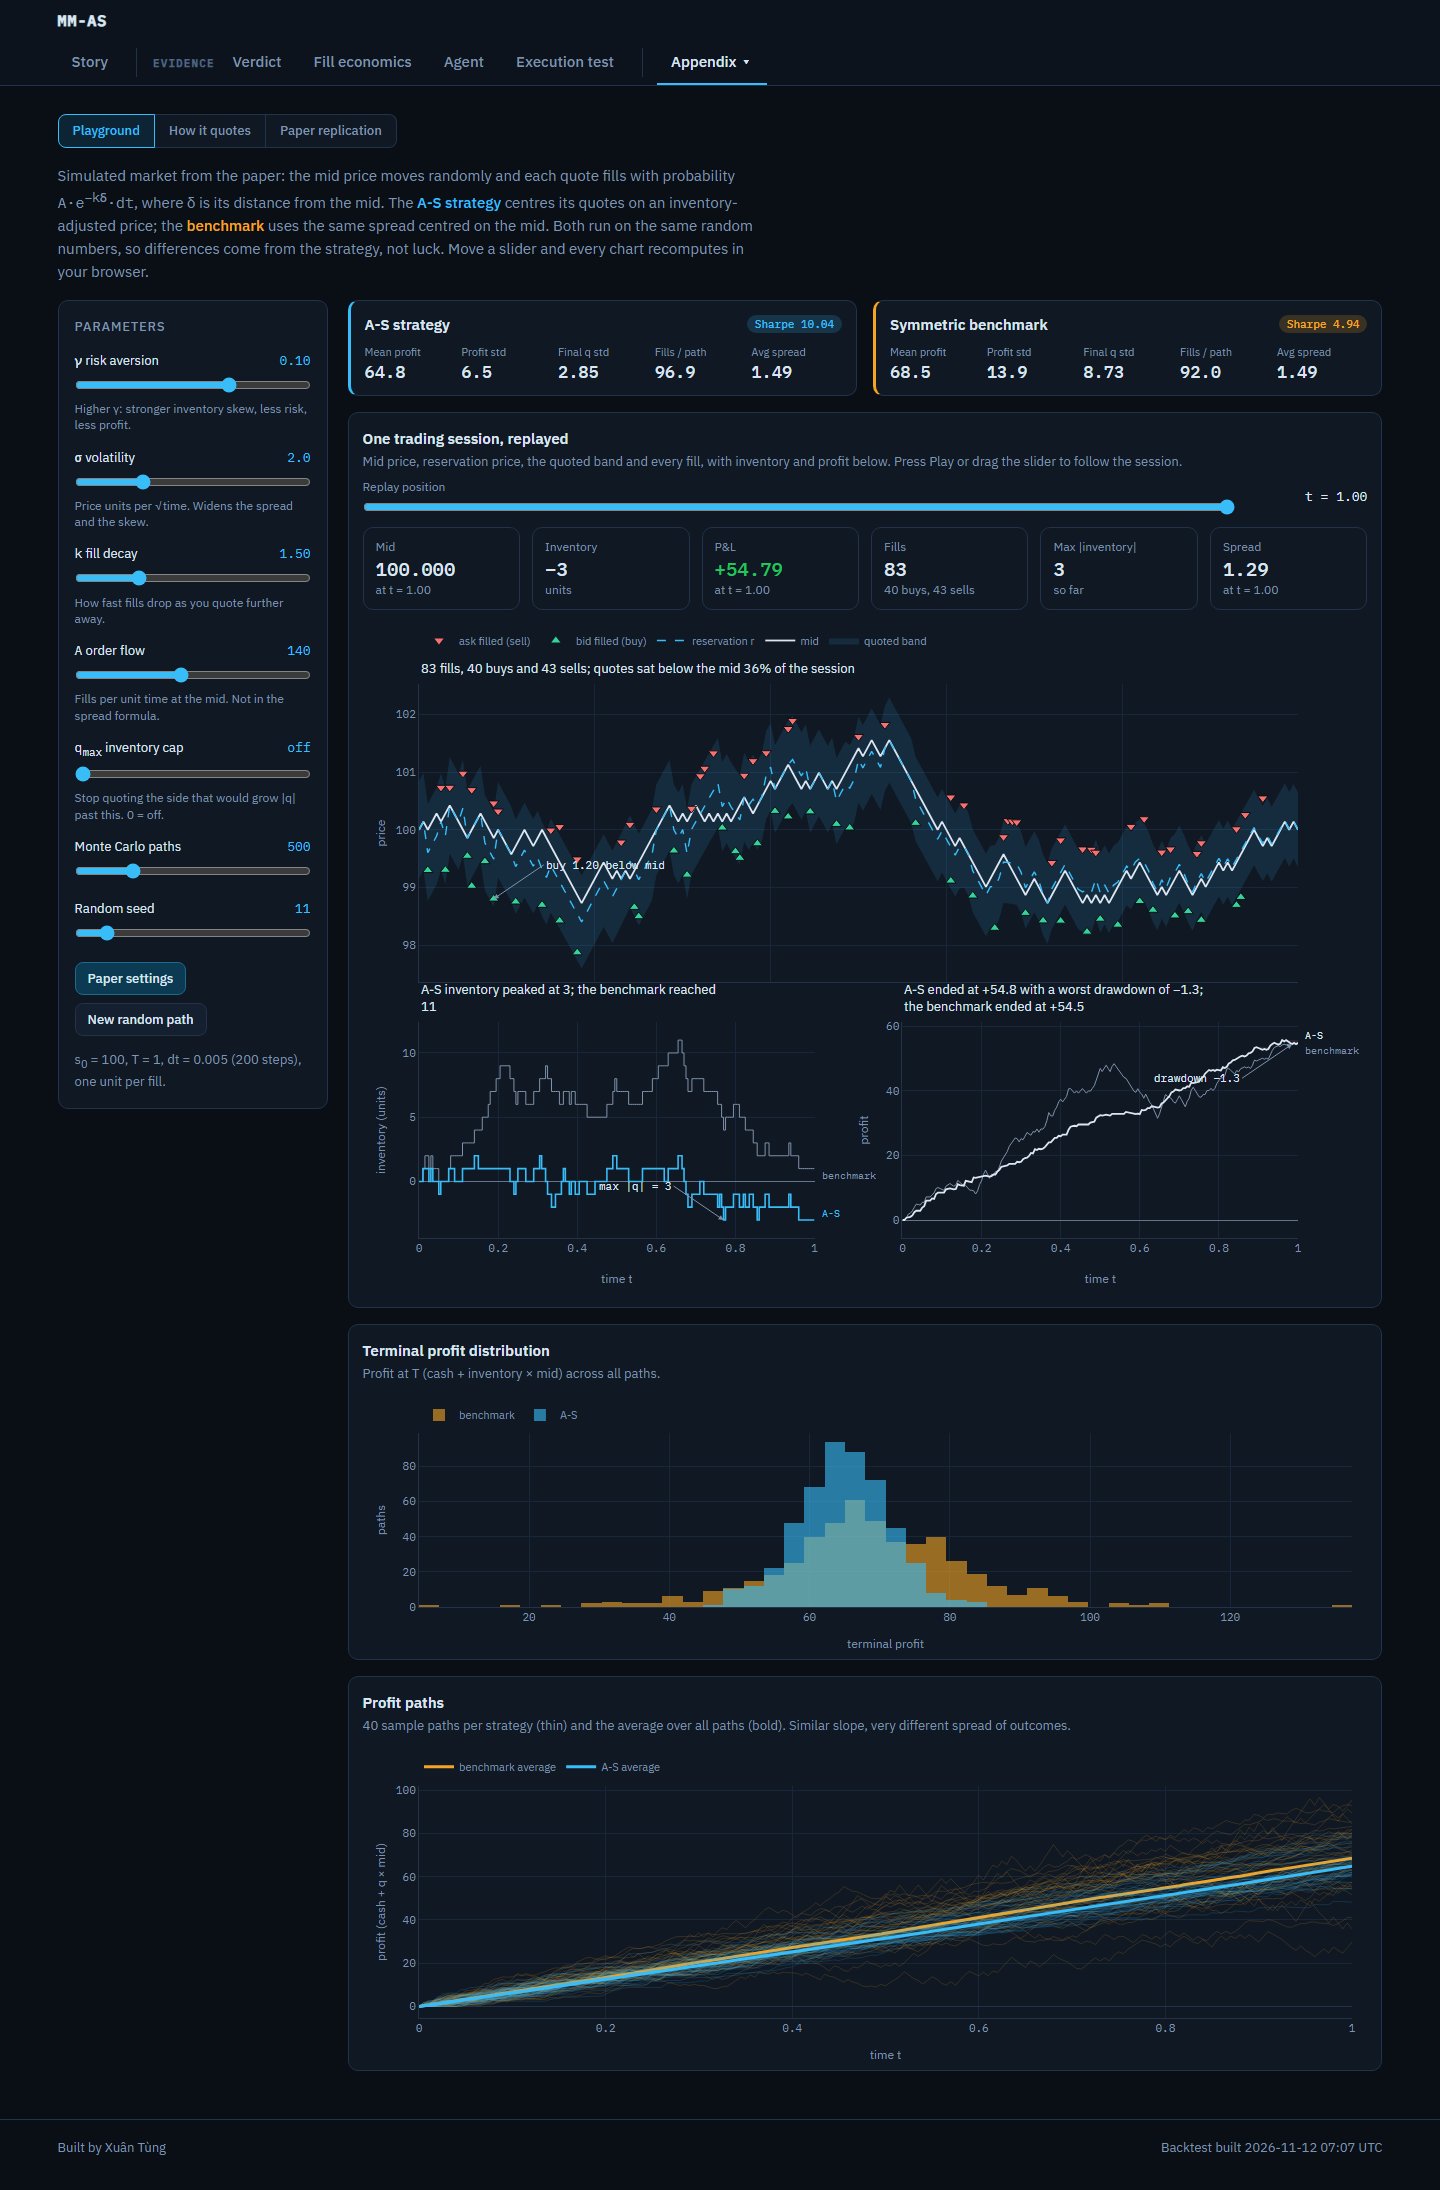 MM-AS
Story EVIDENCE Verdict Fill economics Agent Execution test Appendix ▾
Playground How it quotes Paper replication
Simulated market from the paper: the mid price moves randomly and each quote fills with probability
A·e^−kδ·dt, where δ is its distance from the mid. The A-S strategy centres its quotes on an inventory-
adjusted price; the benchmark uses the same spread centred on the mid. Both run on the same random
numbers, so differences come from the strategy, not luck. Move a slider and every chart recomputes in
your browser.
PARAMETERS
γ risk aversion 0.10
Higher γ: stronger inventory skew, less risk,
less profit.
σ volatility 2.0
Price units per √time. Widens the spread
and the skew.
k fill decay 1.50
How fast fills drop as you quote further
away.
A order flow 140
Fills per unit time at the mid. Not in the
spread formula.
qmax inventory cap off
Stop quoting the side that would grow |q|
past this. 0 = off.
Monte Carlo paths 500
Random seed 11
Paper settings
New random path
s0 = 100, T = 1, dt = 0.005 (200 steps),
one unit per fill.
A-S strategy Sharpe 10.04
Mean profit Profit std Final q std Fills / path Avg spread
64.8 6.5 2.85 96.9 1.49
Symmetric benchmark Sharpe 4.94
Mean profit Profit std Final q std Fills / path Avg spread
68.5 13.9 8.73 92.0 1.49
One trading session, replayed
Mid price, reservation price, the quoted band and every fill, with inventory and profit below. Press Play or drag the slider to follow the session.
Replay position t = 1.00
Mid Inventory P&L Fills Max |inventory| Spread
100.000 −3 +54.79 83 3 1.29
at t = 1.00 units at t = 1.00 40 buys, 43 sells so far at t = 1.00
ask filled (sell) bid filled (buy) reservation r mid quoted band
83 fills, 40 buys and 43 sells; quotes sat below the mid 36% of the session
102
101
100
99
98
price
buy 1.20 below mid
A-S inventory peaked at 3; the benchmark reached
11
10
5
0
inventory (units)
max |q| = 3
benchmark
A-S
0 0.2 0.4 0.6 0.8 1
time t
A-S ended at +54.8 with a worst drawdown of −1.3;
the benchmark ended at +54.5
60
40
20
0
profit
drawdown −1.3
A-S
benchmark
0 0.2 0.4 0.6 0.8 1
time t
Terminal profit distribution
Profit at T (cash + inventory × mid) across all paths.
benchmark A-S
80
60
40
20
0
paths
20 40 60 80 100 120
terminal profit
Profit paths
40 sample paths per strategy (thin) and the average over all paths (bold). Similar slope, very different spread of outcomes.
benchmark average A-S average
100
80
60
40
20
0
profit (cash + q × mid)
0 0.2 0.4 0.6 0.8 1
time t
Built by Xuân Tùng Backtest built 2026-11-12 07:07 UTC